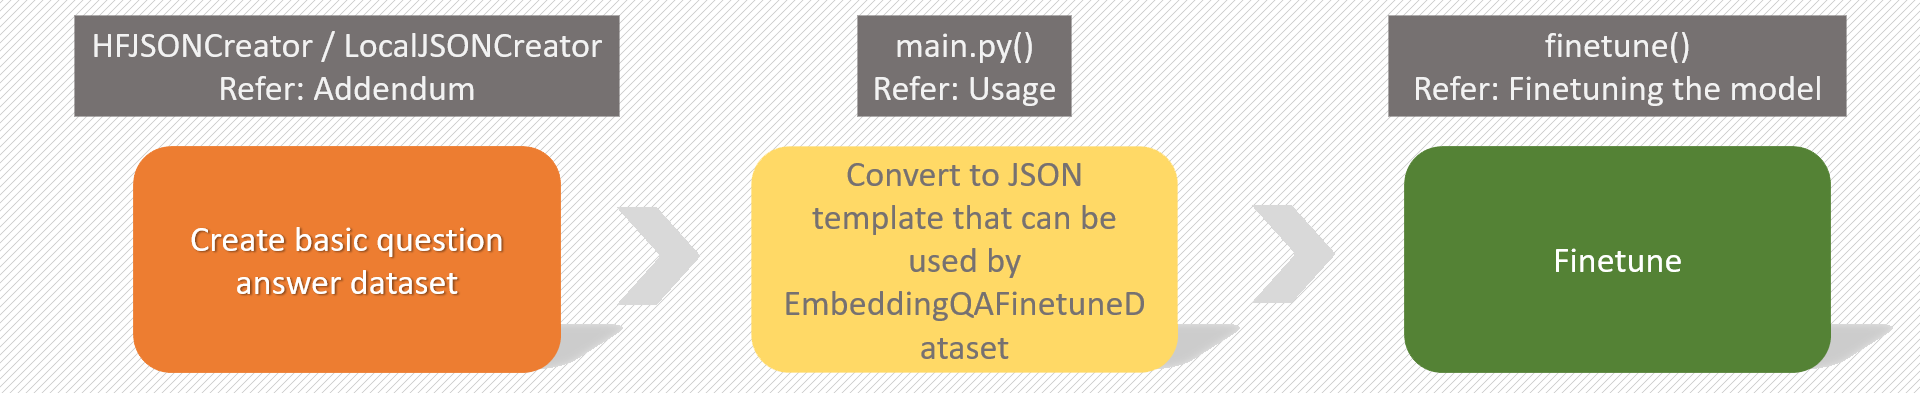 HFJSONCreator / LocalJSONCreator
Refer: Addendum
main.py()
Refer: Usage
finetune()
Refer: Finetuning the model
Create basic question
answer dataset
Convert to JSON
template that can be
used by
EmbeddingQAFinetuneD
ataset
Finetune